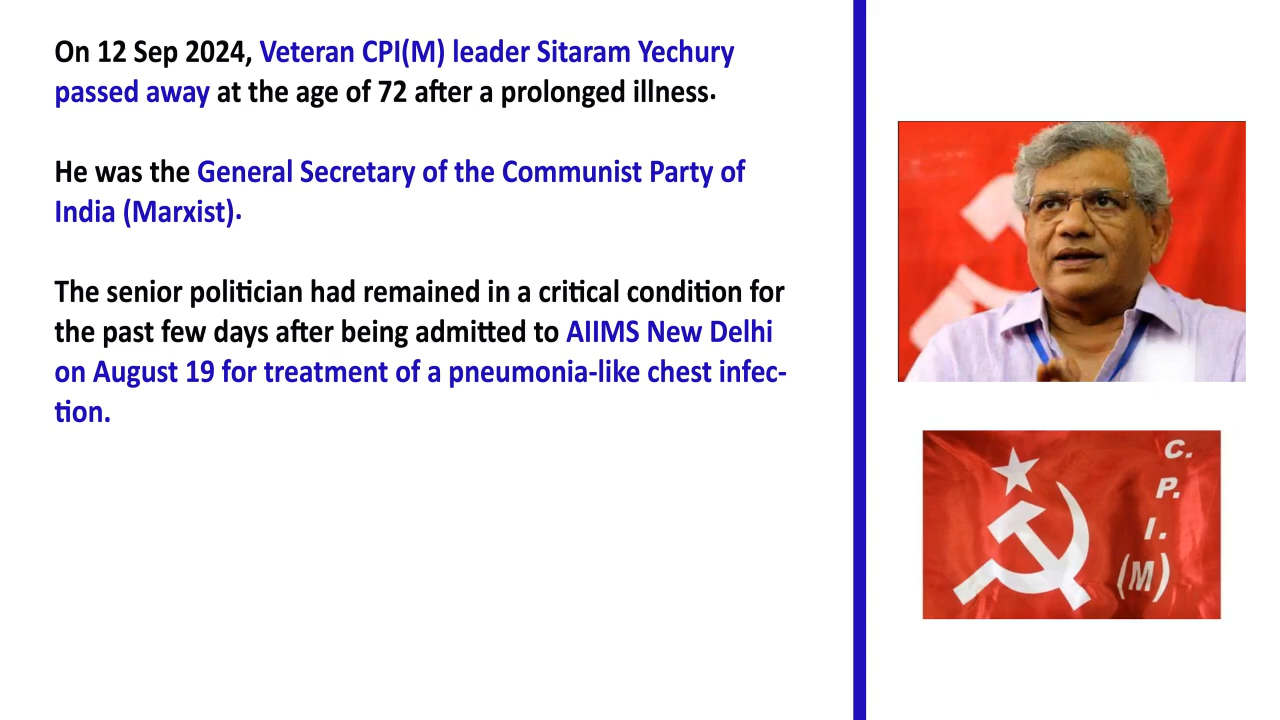 On 12 Sep 2024, Veteran CPI(M) leader Sitaram Yechury
passed away at the age of 72 after a prolonged illness.
He was the General Secretary of the Communist Party of
India (Marxist).
The senior politician had remained in a critical condition for
the past few days after being admitted to AIIMS New Delhi
on August 19 for treatment of a pneumonia-like chest infec-
tion.
C.
P.
I.
(M)